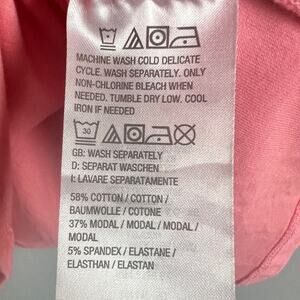 MACHINE WASH COLD DELICATE
CYCLE. WASH SEPARATELY. ONLY
NON-CHLORINE BLEACH WHEN
NEEDED. TUMBLE DRY LOW. COOL
IRON IF NEEDED
30
GB: WASH SEPARATELY
D: SEPARAT WASCHEN
I: LAVARE SEPARATAMENTE
58% COTTON / COTTON /
BAUMWOLLE / COTONE
37% MODAL / MODAL / MODAL /
MODAL
5% SPANDEX / ELASTANE /
ELASTHAN / ELASTAN